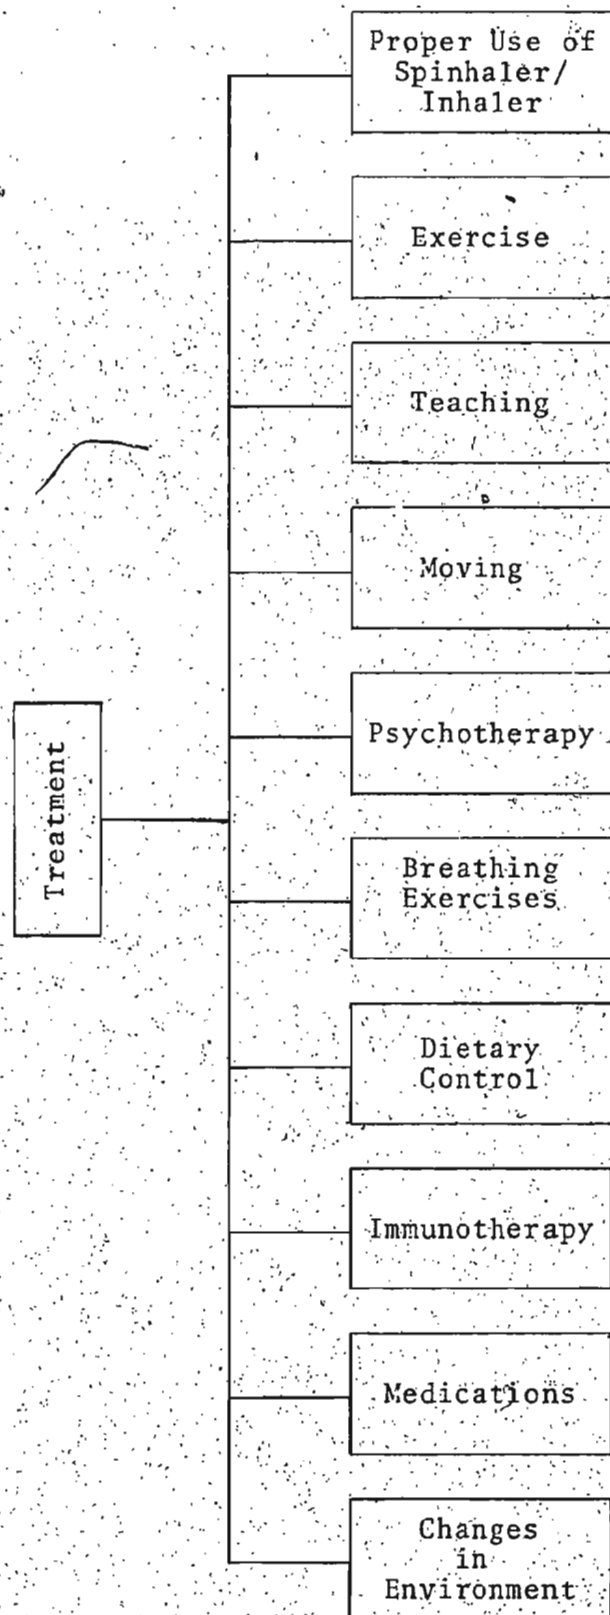 Proper Use of
Spinhaler/
Inhaler
Exercise
Teaching
Moving
Psychotherapy
Treatment
Breathing
Exercises
Dietary
Control
Immunotherapy
Medications
Changes
in
Environment